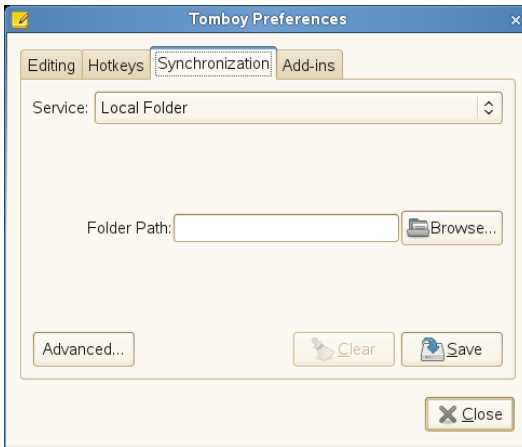 Tomboy Preferences
Editing Hotkeys Synchronization Add-ins
Service: Local Folder
Folder Path: Browse...
Advanced... Clear Save
Close